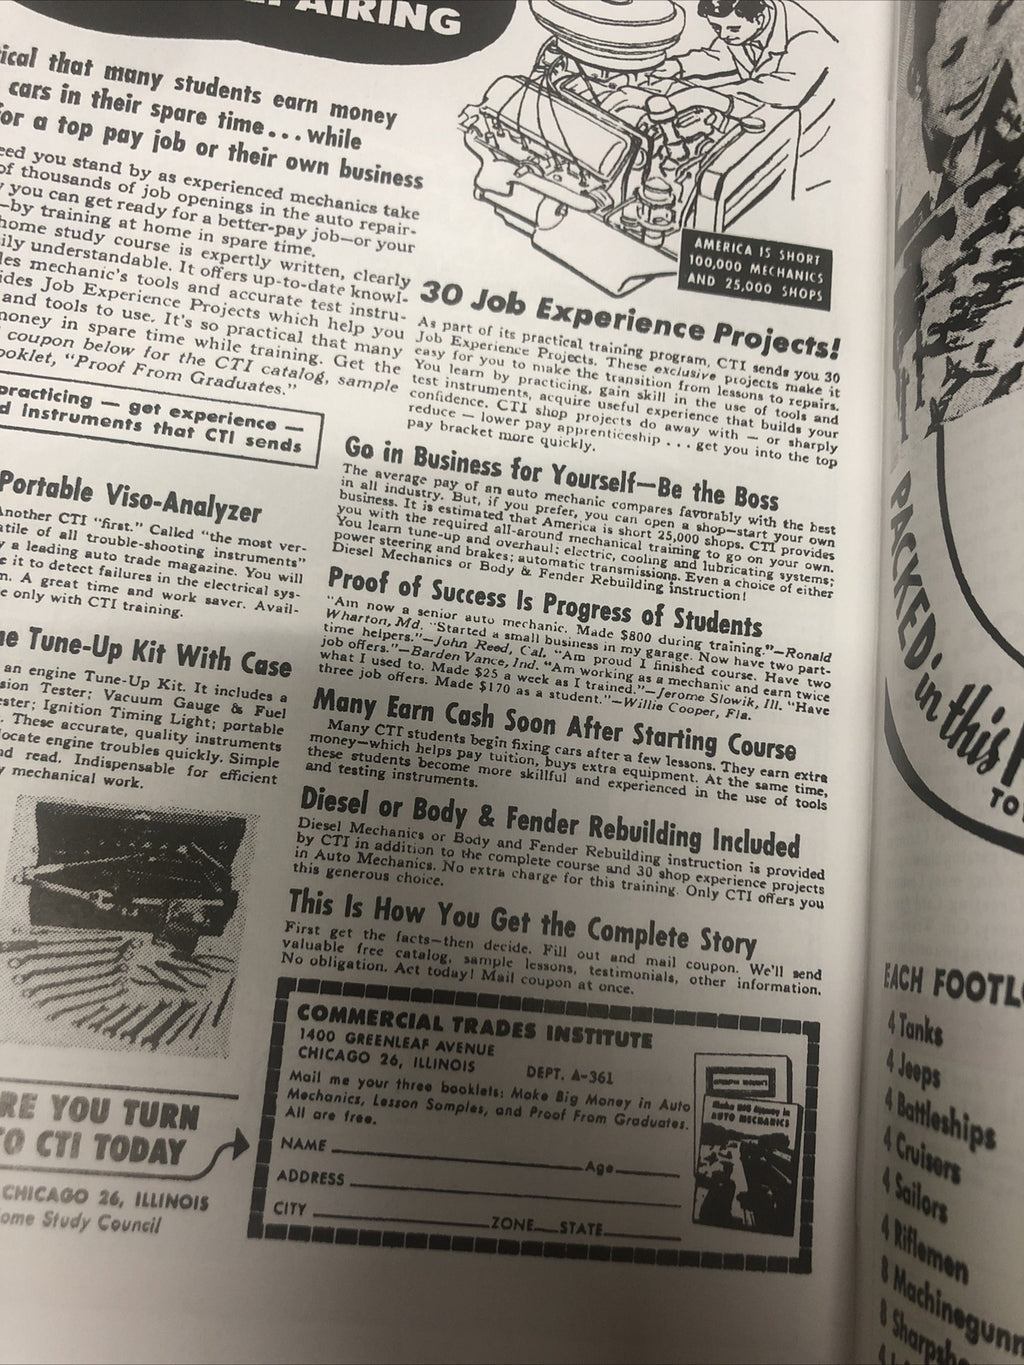 AIRING
ical that many students earn money
cars in their spare time...while
or a top pay job or their own business
eed you stand by as experienced mechanics take
of thousands of job openings in the auto repair-
you can get ready for a better-pay job—or your
—by training at home in spare time.
home study course is expertly written, clearly
ily understandable. It offers up-to-date knowl-
les mechanic's tools and accurate test instru-
ides Job Experience Projects which help you
and tools to use. It's so practical that many
money in spare time while training. Get the
coupon below for the CTI catalog, sample
ooklet, "Proof From Graduates."
practicing — get experience —
d instruments that CTI sends
Portable Viso-Analyzer
Another CTI "first." Called "the most ver-
atile of all trouble-shooting instruments"
y a leading auto trade magazine. You will
e it to detect failures in the electrical sys-
m. A great time and work saver. Avail-
e only with CTI training.
ne Tune-Up Kit With Case
an engine Tune-Up Kit. It includes a
sion Tester; Vacuum Gauge & Fuel
ester; Ignition Timing Light; portable
. These accurate, quality instruments
locate engine troubles quickly. Simple
nd read. Indispensable for efficient
y mechanical work.
RE YOU TURN
TO CTI TODAY
CHICAGO 26, ILLINOIS
ome Study Council
AMERICA IS SHORT
100,000 MECHANICS
AND 25,000 SHOPS
30 Job Experience Projects!
As part of its practical training program, CTI sends you 30
Job Experience Projects. These exclusive projects make it
easy for you to make the transition from lessons to repairs.
You learn by practicing, gain skill in the use of tools and
test instruments, acquire useful experience that builds your
confidence. CTI shop projects do away with — or sharply
reduce — lower pay apprenticeship . . . get you into the top
pay bracket more quickly.
Go in Business for Yourself—Be the Boss
The average pay of an auto mechanic compares favorably with the best
in all industry. But, if you prefer, you can open a shop—start your own
business. It is estimated that America is short 25,000 shops. CTI provides
you with the required all-around mechanical training to go on your own.
You learn tune-up and overhaul; electric, cooling and lubricating systems;
power steering and brakes; automatic transmissions. Even a choice of either
Diesel Mechanics or Body & Fender Rebuilding instruction!
Proof of Success Is Progress of Students
"Am now a senior auto mechanic. Made $800 during training."—Ronald
Wharton, Md. "Started a small business in my garage. Now have two part-
time helpers."—John Reed, Cal. "Am proud I finished course. Have two
job offers."—Barden Vance, Ind. "Am working as a mechanic and earn twice
what I used to. Made $25 a week as I trained."—Jerome Slowik, Ill. "Have
three job offers. Made $170 as a student."—Willie Cooper, Fla.
Many Earn Cash Soon After Starting Course
Many CTI students begin fixing cars after a few lessons. They earn extra
money—which helps pay tuition, buys extra equipment. At the same time,
these students become more skillful and experienced in the use of tools
and testing instruments.
Diesel or Body & Fender Rebuilding Included
Diesel Mechanics or Body and Fender Rebuilding instruction is provided
by CTI in addition to the complete course and 30 shop experience projects
in Auto Mechanics. No extra charge for this training. Only CTI offers you
this generous choice.
This Is How You Get the Complete Story
First get the facts—then decide. Fill out and mail coupon. We'll send
valuable free catalog, sample lessons, testimonials, other information.
No obligation. Act today! Mail coupon at once.
COMMERCIAL TRADES INSTITUTE
1400 GREENLEAF AVENUE
CHICAGO 26, ILLINOIS DEPT. A-361
Mail me your three booklets: Make Big Money in Auto
Mechanics, Lesson Samples, and Proof From Graduates.
All are free.
NAME Age
ADDRESS
CITY ZONE STATE
Make BIG Money in
AUTO MECHANICS
PACKED
in this
TO
EACH FOOTL
4 Tanks
4 Jeeps
4 Battleships
4 Cruisers
4 Sailors
4 Riflemen
8 Machinegunn
8 Sharpsh